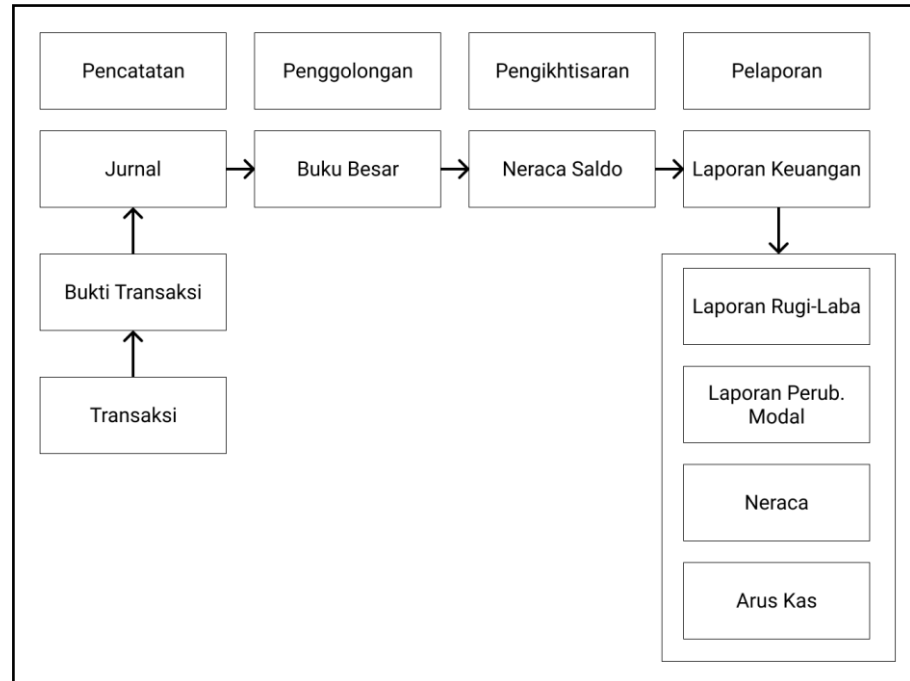 Pencatatan
Penggolongan
Pengikhtisaran
Pelaporan
Jurnal
Buku Besar
Neraca Saldo
Laporan Keuangan
Bukti Transaksi
Laporan Rugi-Laba
Transaksi
Laporan Perub.
Modal
Neraca
Arus Kas